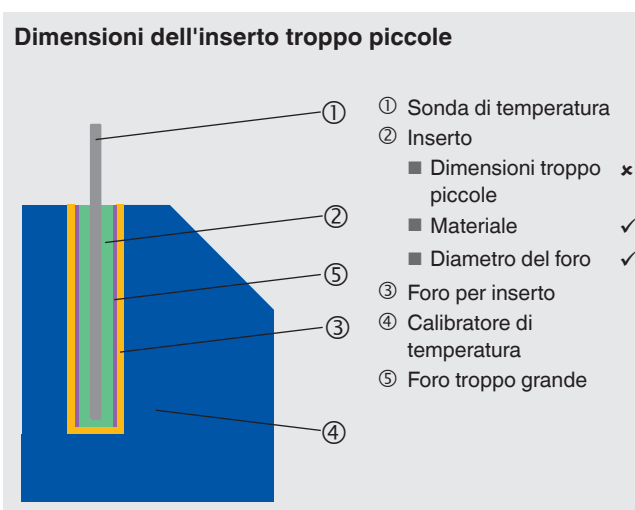 Dimensioni dell'inserto troppo piccole
① Sonda di temperatura
② Inserto
■ Dimensioni troppo ✘
piccole
■ Materiale ✓
■ Diametro del foro ✓
③ Foro per inserto
④ Calibratore di
temperatura
⑤ Foro troppo grande
①
②
⑤
③
④